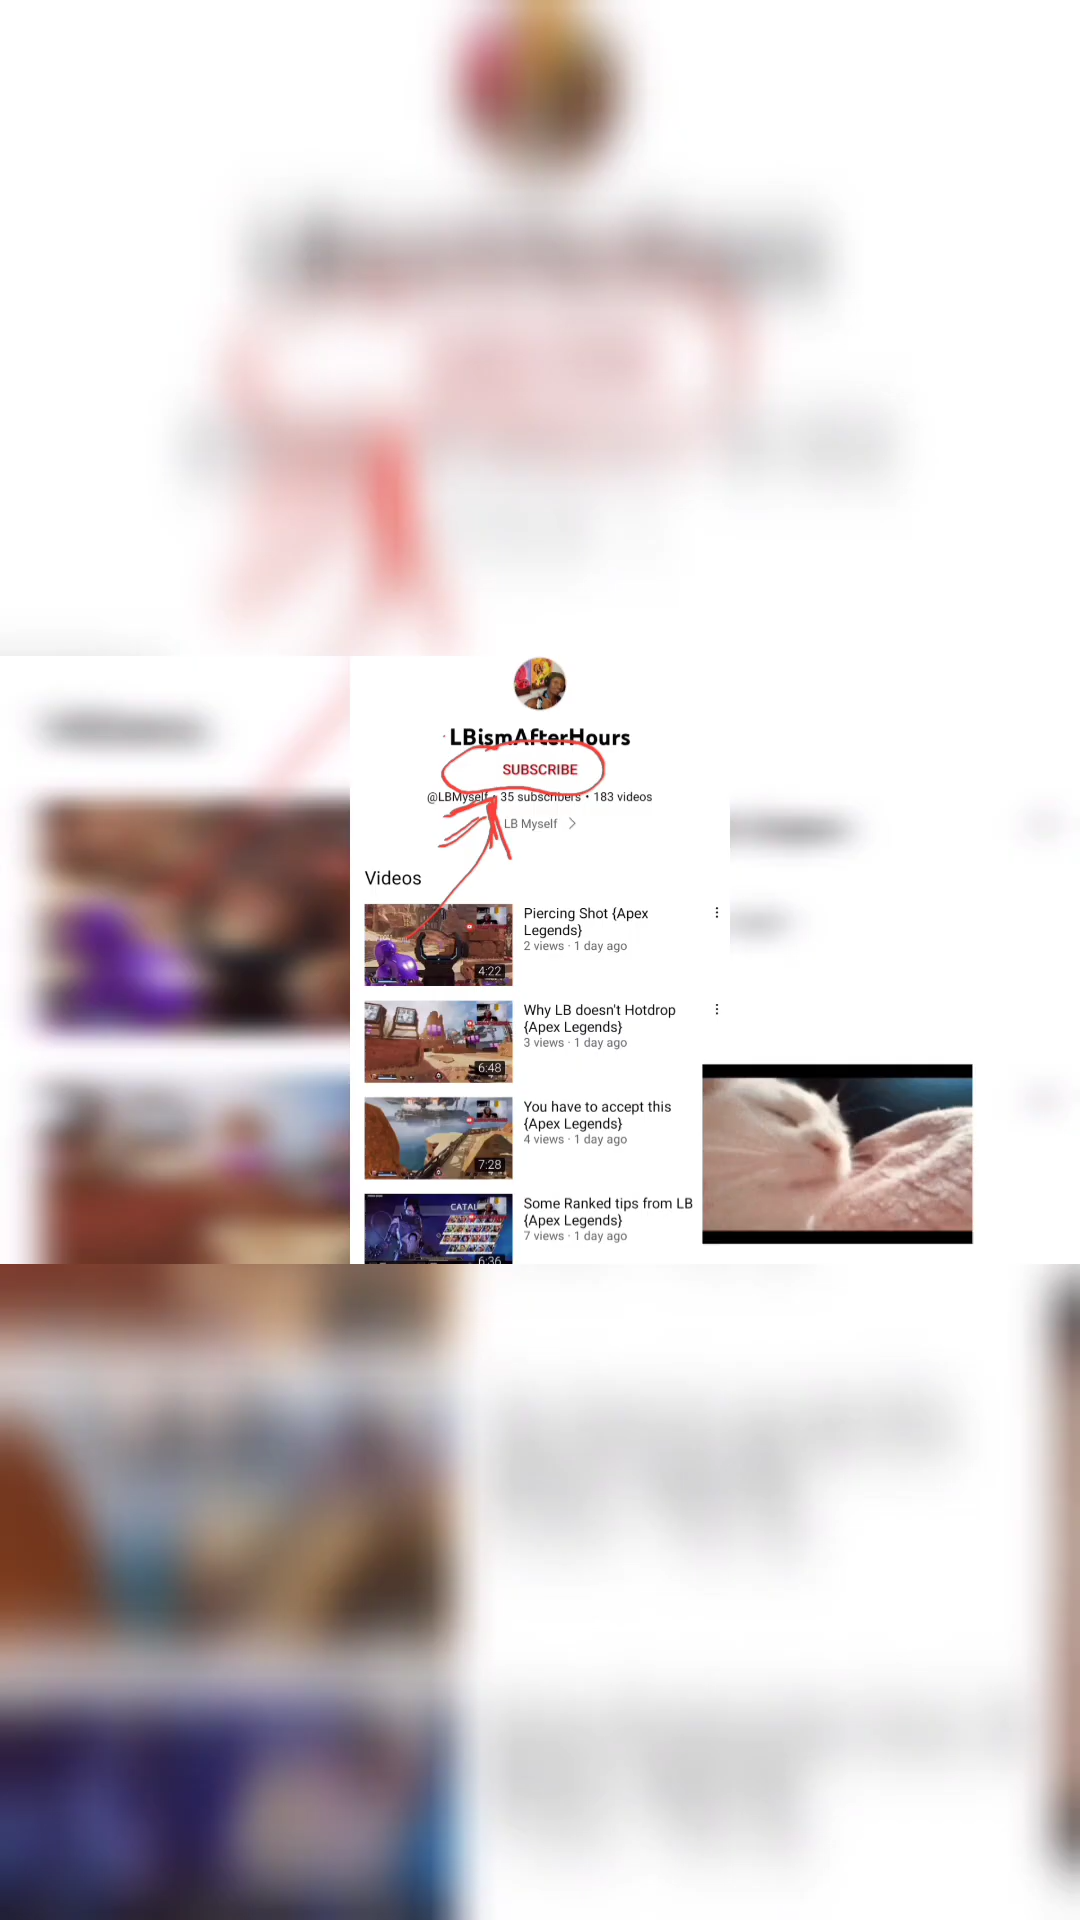 LBismAfterHours
SUBSCRIBE
@LBMyself • 35 subscribers • 183 videos
LB Myself
Videos
Piercing Shot {Apex
Legends}
2 views · 1 day ago
4:22
Why LB doesn't Hotdrop
{Apex Legends}
3 views · 1 day ago
6:48
You have to accept this
{Apex Legends}
4 views · 1 day ago
7:28
Some Ranked tips from LB
{Apex Legends}
7 views · 1 day ago
CATAL
6:36